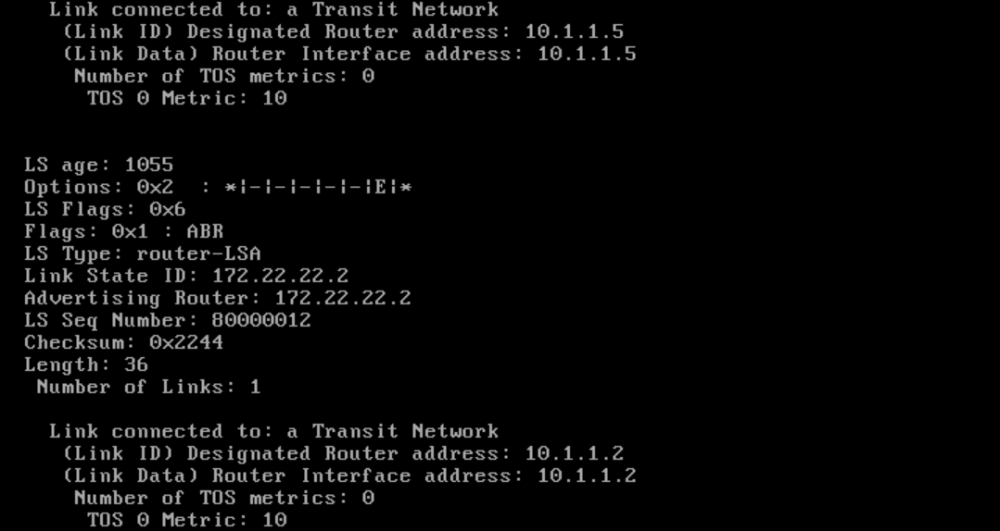 Link connected to: a Transit Network
(Link ID) Designated Router address: 10.1.1.5
(Link Data) Router Interface address: 10.1.1.5
Number of TOS metrics: 0
TOS 0 Metric: 10
LS age: 1055
Options: 0x2  : *|-|-|-|-|-|E|*
LS Flags: 0x6
Flags: 0x1 : ABR
LS Type: router-LSA
Link State ID: 172.22.22.2
Advertising Router: 172.22.22.2
LS Seq Number: 80000012
Checksum: 0x2244
Length: 36
Number of Links: 1
Link connected to: a Transit Network
(Link ID) Designated Router address: 10.1.1.2
(Link Data) Router Interface address: 10.1.1.2
Number of TOS metrics: 0
TOS 0 Metric: 10